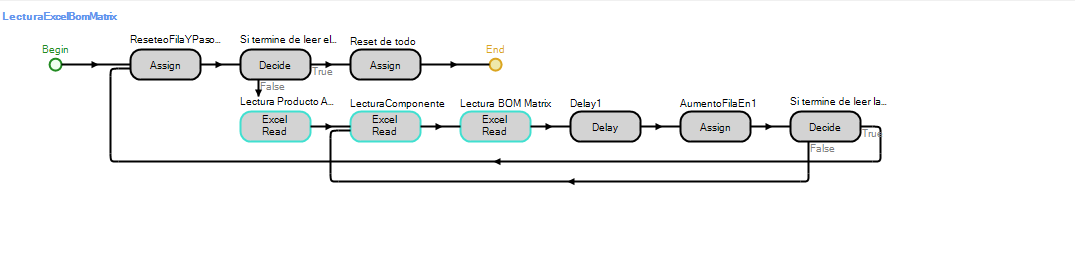 LecturaExcelBomMatrix
Begin
ReseteoFilaYPaso...
Assign
Si termine de leer el...
Decide
True
False
Reset de todo
Assign
End
Lectura Producto A...
Excel
Read
LecturaComponente
Excel
Read
Lectura BOM Matrix
Excel
Read
Delay1
Delay
AumentoFilaEn1
Assign
Si termine de leer la...
Decide
True
False